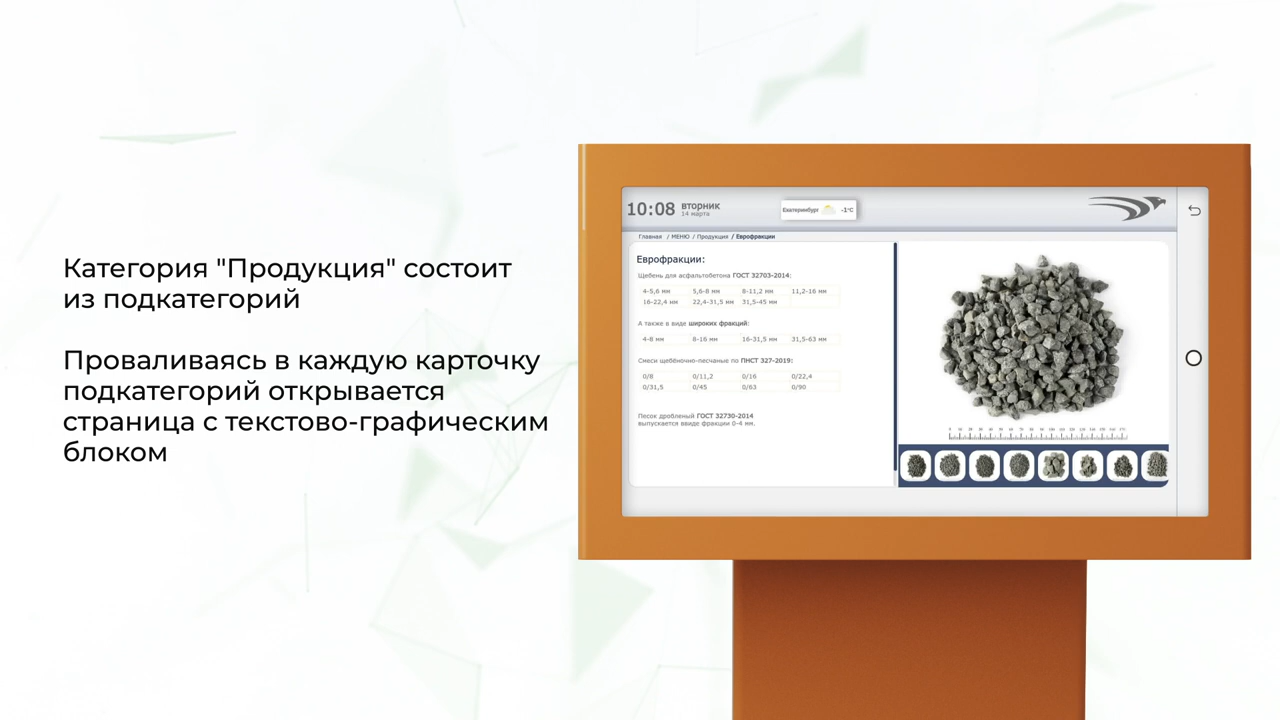 Категория "Продукция" состоит
из подкатегорий
Проваливаясь в каждую карточку
подкатегорий открывается
страница с текстово-графическим
блоком
10:08 вторник
14 марта
Екатеринбург -1°C
Главная / МЕНЮ / Продукция / Еврофракции
Еврофракции:
Щебень для асфальтобетона ГОСТ 32703-2014:
4-5,6 мм 5,6-8 мм 8-11,2 мм 11,2-16 мм
16-22,4 мм 22,4-31,5 мм 31,5-45 мм
А также в виде широких фракций:
4-8 мм 8-16 мм 16-31,5 мм 31,5-63 мм
Смеси щебёночно-песчаные по ПНСТ 327-2019:
0/8 0/11,2 0/16 0/22,4
0/31,5 0/45 0/63 0/90
Песок дробленый ГОСТ 32730-2014
выпускается ввиде фракции 0-4 мм.